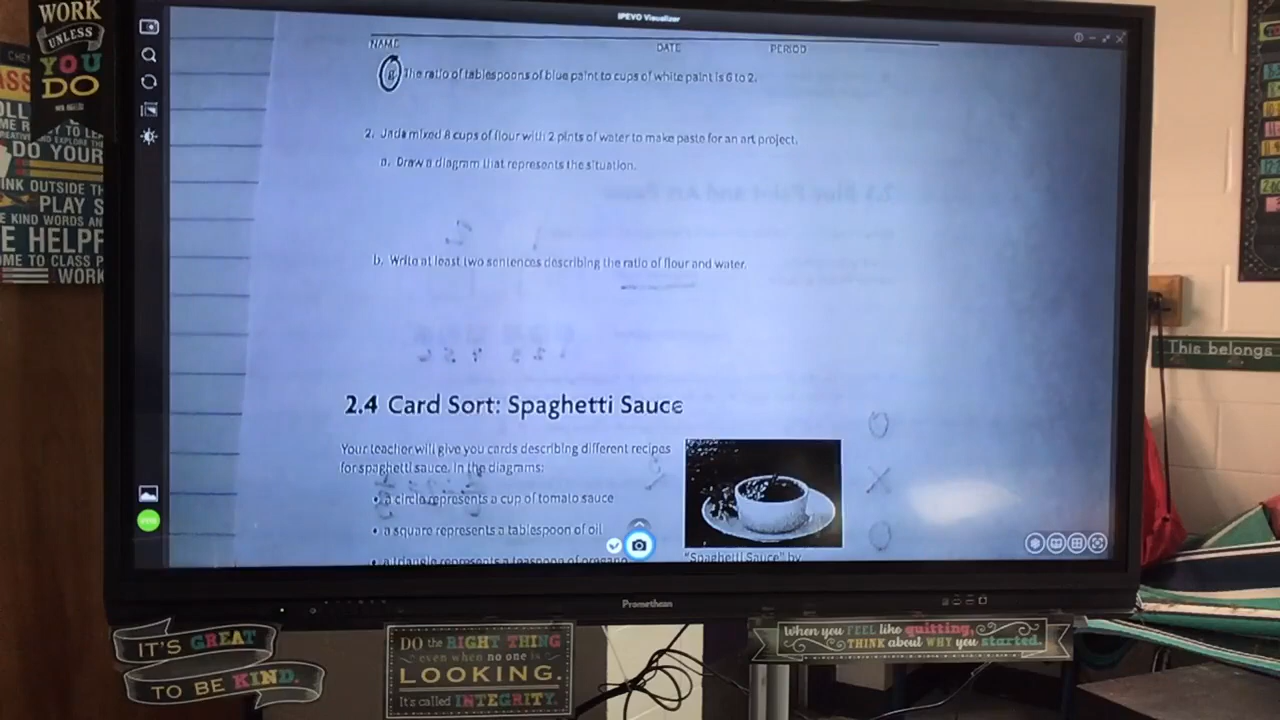 WORK
UNLESS
YOU
DO
DO YOUR
INK OUTSIDE TH
PLAY S
E KIND WORDS AN
E HELPF
OME TO CLASS P
WORK
IPEVO Visualizer
NAME DATE PERIOD
The ratio of tablespoons of blue paint to cups of white paint is 6 to 2.
2. Jada mixed 8 cups of flour with 2 pints of water to make paste for an art project.
a. Draw a diagram that represents the situation.
b. Write at least two sentences describing the ratio of flour and water.
2.4 Card Sort: Spaghetti Sauce
Your teacher will give you cards describing different recipes
for spaghetti sauce. In the diagrams:
• a circle represents a cup of tomato sauce
• a square represents a tablespoon of oil
• a triangle represents a teaspoon of oregano
"Spaghetti Sauce" by
Promethean
This belongs
IT'S GREAT
TO BE KIND.
DO the RIGHT THING
even when no one is
LOOKING.
It's called INTEGRITY.
When you FEEL like quitting,
THINK about WHY you started.